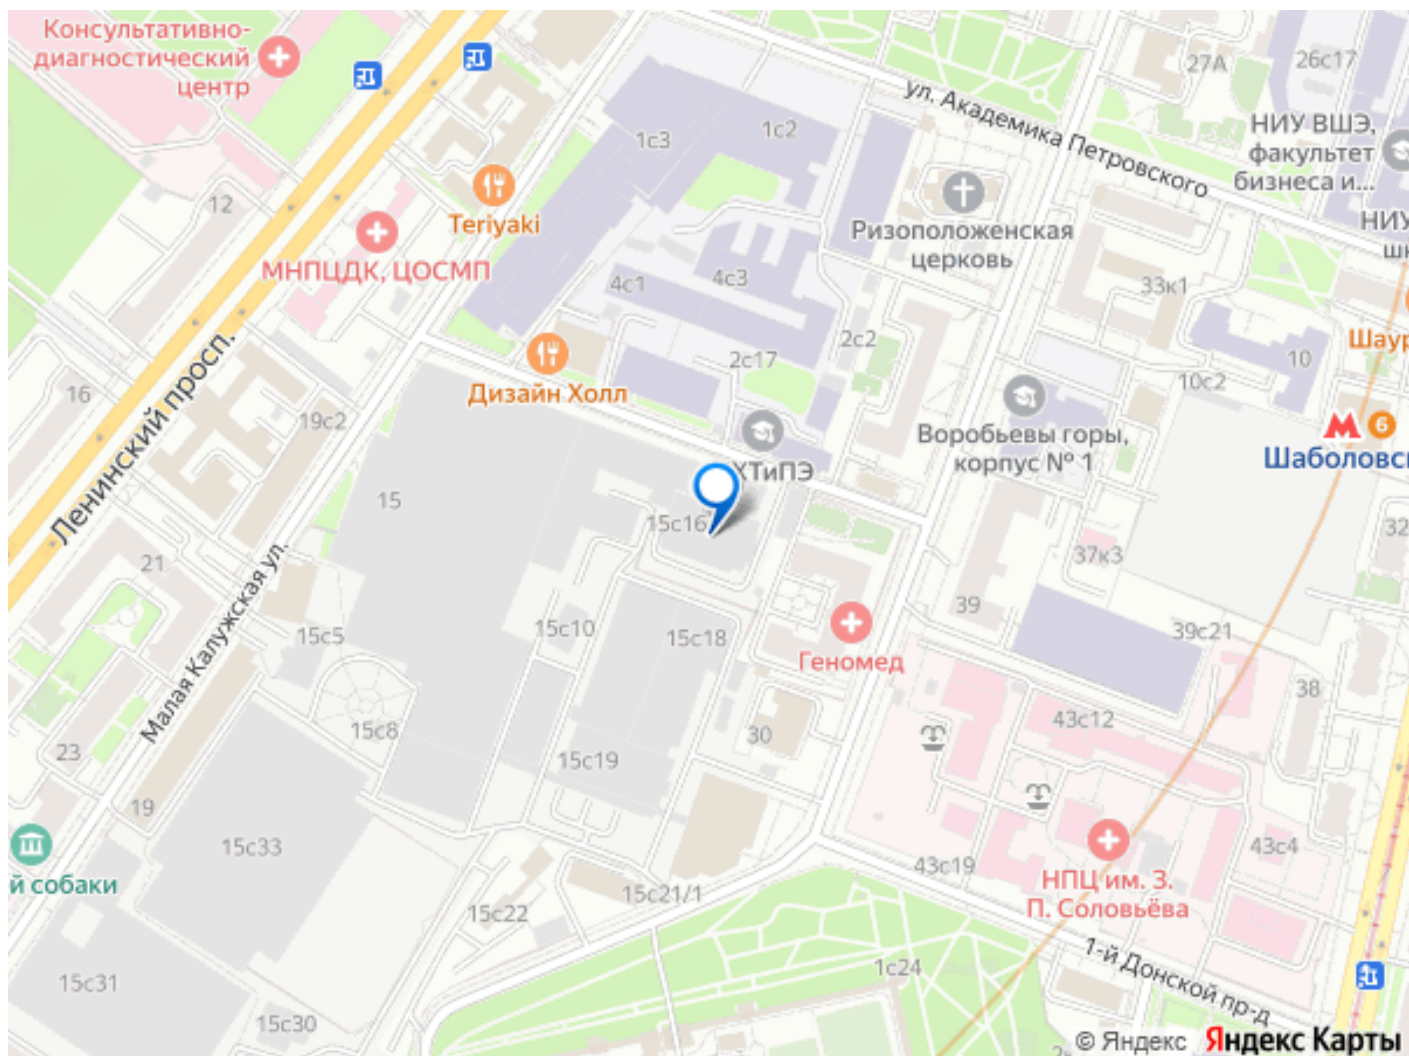 Консультативно-
диагностический
центр
27А
26с17
ул. Академика Петровского
НИУ ВШЭ,
факультет
бизнеса и...
1с3
1с2
12
Teriyaki
НИУ
МНПЦДК, ЦОСМП
Ризоположенская
церковь
4с1
4с3
33к1
Ленинский просп.
2с2
Дизайн Холл
2с17
10
10с2
16
19с2
Воробьевы горы,
корпус № 1
6
ХТиПЭ
15
15с16
32
21
37к3
Малая Калужская ул.
15с5
15с10
15с18
39
39с21
Геномед
38
15с8
43с12
23
30
15с19
19
15с33
43с19
43с4
НПЦ им. З.
П. Соловьёва
й собаки
15с21/1
15с22
1-й Донской пр-д
1с24
15с31
15с30
© Яндекс Яндекс Карты